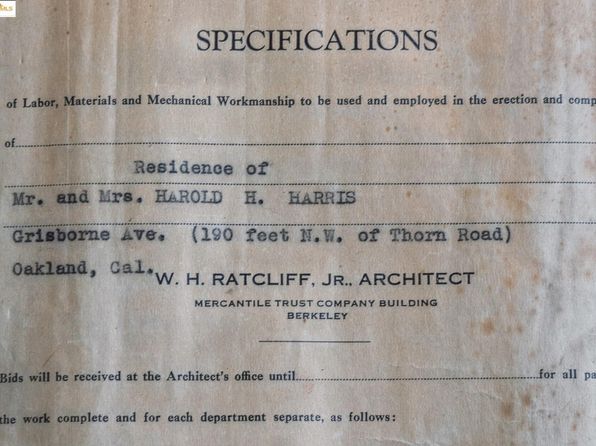 SPECIFICATIONS
of Labor, Materials and Mechanical Workmanship to be used and employed in the erection and comp
of
Residence of
Mr. and Mrs. HAROLD H. HARRIS
Grisborne Ave. (190 feet N.W. of Thorn Road)
Oakland, Cal.
W. H. RATCLIFF, JR., ARCHITECT
MERCANTILE TRUST COMPANY BUILDING
BERKELEY
Bids will be received at the Architect's office until for all pa
the work complete and for each department separate, as follows: